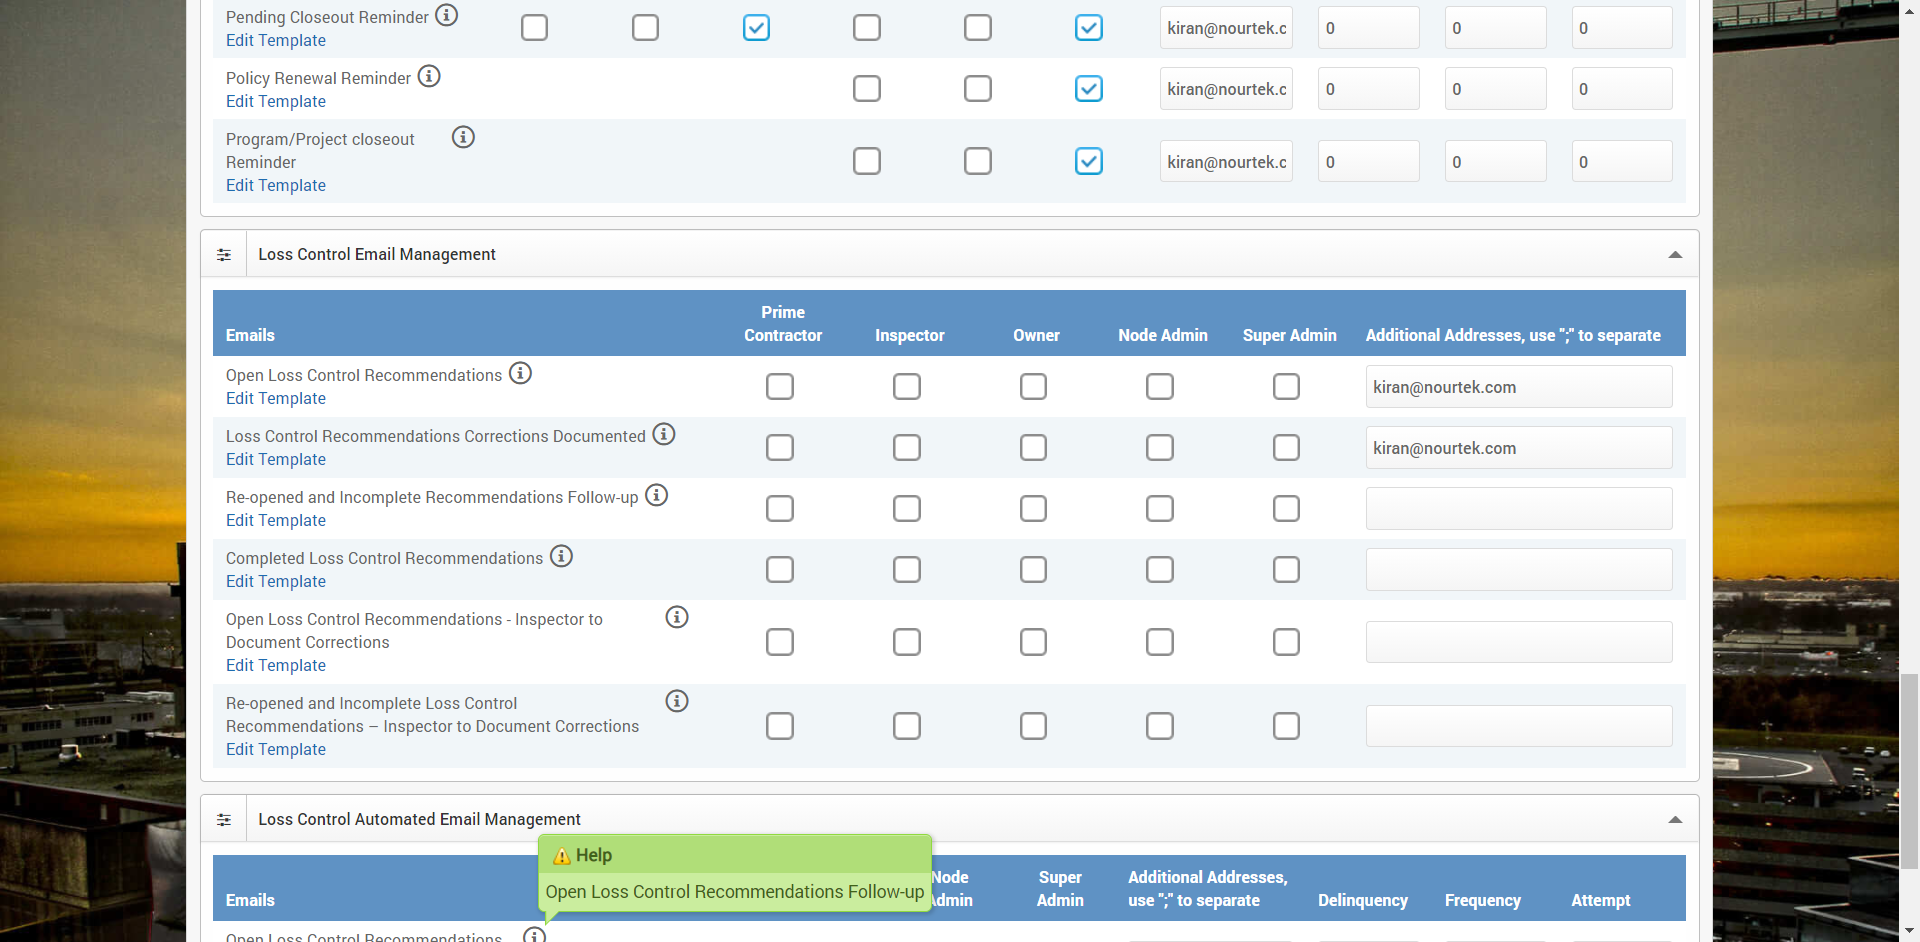 Pending Closeout Reminder
Edit Template
kiran@nourtek.c 0 0 0
Policy Renewal Reminder
Edit Template
kiran@nourtek.c 0 0 0
Program/Project closeout
Reminder
Edit Template
kiran@nourtek.c 0 0 0
Loss Control Email Management
Emails
Prime
Contractor
Inspector
Owner
Node Admin
Super Admin
Additional Addresses, use ";" to separate
Open Loss Control Recommendations
Edit Template
kiran@nourtek.com
Loss Control Recommendations Corrections Documented
Edit Template
kiran@nourtek.com
Re-opened and Incomplete Recommendations Follow-up
Edit Template
Completed Loss Control Recommendations
Edit Template
Open Loss Control Recommendations - Inspector to
Document Corrections
Edit Template
Re-opened and Incomplete Loss Control
Recommendations – Inspector to Document Corrections
Edit Template
Loss Control Automated Email Management
Help
Open Loss Control Recommendations Follow-up
Emails
Node
Admin
Super
Admin
Additional Addresses,
use ";" to separate
Delinquency
Frequency
Attempt
Open Loss Control Recommendations